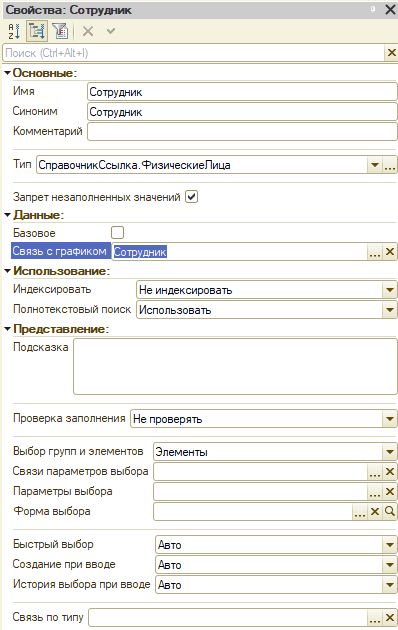 Свойства: Сотрудник
Поиск (Ctrl+Alt+I)
Основные:
Имя Сотрудник
Синоним Сотрудник
Комментарий
Тип СправочникСсылка.ФизическиеЛица
Запрет незаполненных значений
Данные:
Базовое
Связь с графиком Сотрудник
Использование:
Индексировать Не индексировать
Полнотекстовый поиск Использовать
Представление:
Подсказка
Проверка заполнения Не проверять
Выбор групп и элементов Элементы
Связи параметров выбора
Параметры выбора
Форма выбора
Быстрый выбор Авто
Создание при вводе Авто
История выбора при вводе Авто
Связь по типу